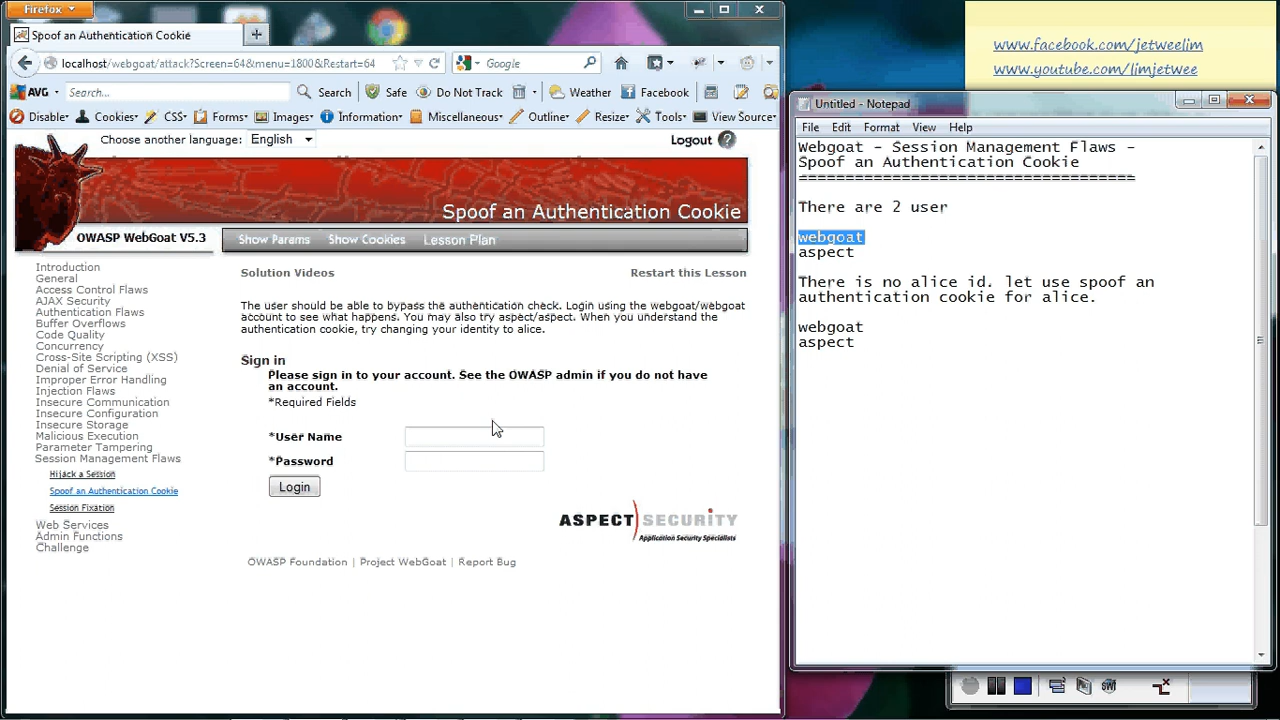 Firefox
Spoof an Authentication Cookie
localhost/webgoat/attack?Screen=64&menu=1800&Restart=64
Google
AVG
Search...
Search
Safe
Do Not Track
Weather
Facebook
Disable
Cookies
CSS
Forms
Images
Information
Miscellaneous
Outline
Resize
Tools
View Source
Choose another language:
English
Logout
?
Spoof an Authentication Cookie
OWASP WebGoat V5.3
Show Params
Show Cookies
Lesson Plan
Introduction
General
Access Control Flaws
AJAX Security
Authentication Flaws
Buffer Overflows
Code Quality
Concurrency
Cross-Site Scripting (XSS)
Denial of Service
Improper Error Handling
Injection Flaws
Insecure Communication
Insecure Configuration
Insecure Storage
Malicious Execution
Parameter Tampering
Session Management Flaws
Hijack a Session
Spoof an Authentication Cookie
Session Fixation
Web Services
Admin Functions
Challenge
Solution Videos
Restart this Lesson
The user should be able to bypass the authentication check. Login using the webgoat/webgoat
account to see what happens. You may also try aspect/aspect. When you understand the
authentication cookie, try changing your identity to alice.
Sign in
Please sign in to your account. See the OWASP admin if you do not have
an account.
*Required Fields
*User Name
*Password
Login
ASPECT SECURITY
Application Security Specialists
OWASP Foundation | Project WebGoat | Report Bug
www.facebook.com/jetweelim
www.youtube.com/limjetwee
Untitled - Notepad
File
Edit
Format
View
Help
Webgoat - Session Management Flaws -
Spoof an Authentication Cookie
====================================
There are 2 user
webgoat
aspect
There is no alice id. let use spoof an
authentication cookie for alice.
webgoat
aspect